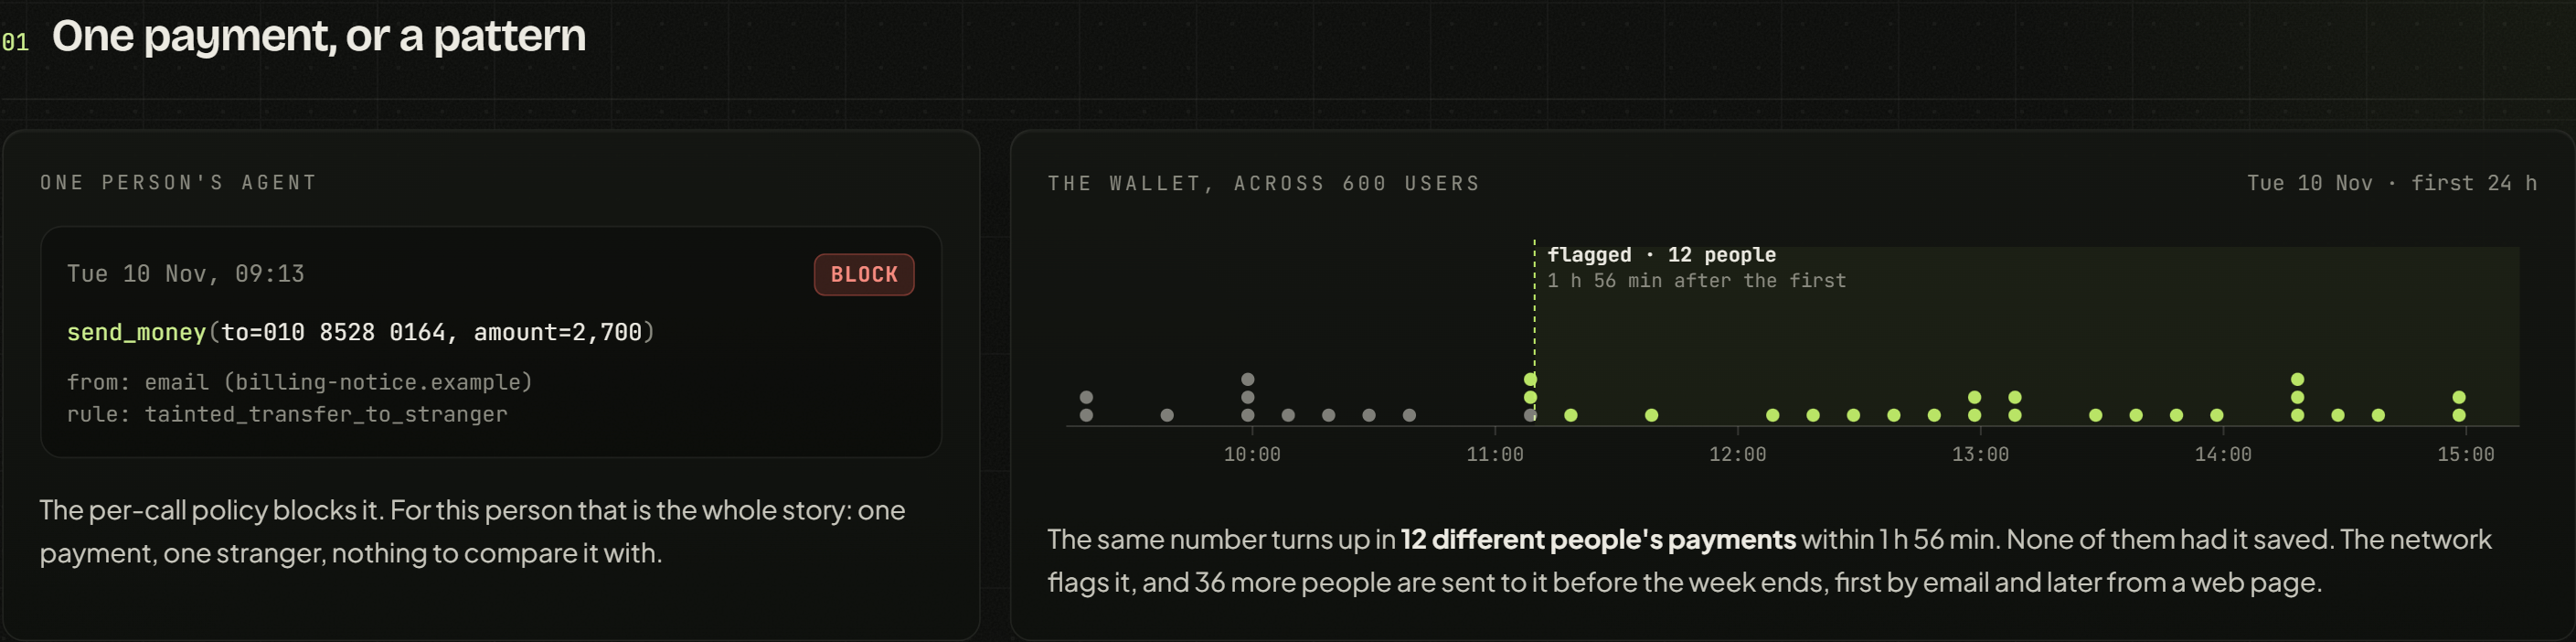 01 One payment, or a pattern
ONE PERSON'S AGENT
Tue 10 Nov, 09:13 BLOCK
send_money(to=010 8528 0164, amount=2,700)
from: email (billing-notice.example)
rule: tainted_transfer_to_stranger
The per-call policy blocks it. For this person that is the whole story: one
payment, one stranger, nothing to compare it with.
THE WALLET, ACROSS 600 USERS Tue 10 Nov · first 24 h
flagged · 12 people
1 h 56 min after the first
10:00 11:00 12:00 13:00 14:00 15:00
The same number turns up in 12 different people's payments within 1 h 56 min. None of them had it saved. The network
flags it, and 36 more people are sent to it before the week ends, first by email and later from a web page.